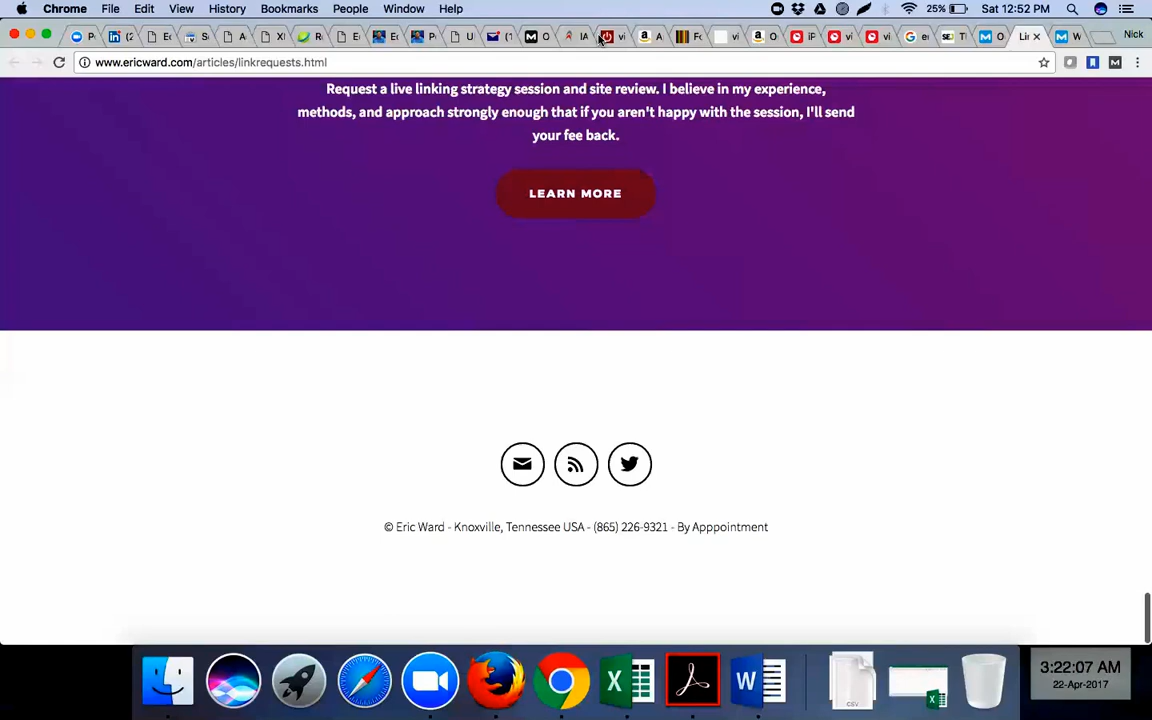 Chrome File Edit View History Bookmarks People Window Help 25% Sat 12:52 PM
Nick
www.ericward.com/articles/linkrequests.html
Request a live linking strategy session and site review. I believe in my experience,
methods, and approach strongly enough that if you aren't happy with the session, I'll send
your fee back.
LEARN MORE
© Eric Ward - Knoxville, Tennessee USA - (865) 226-9321 - By Apppointment
CSV
3:22:07 AM
22-Apr-2017